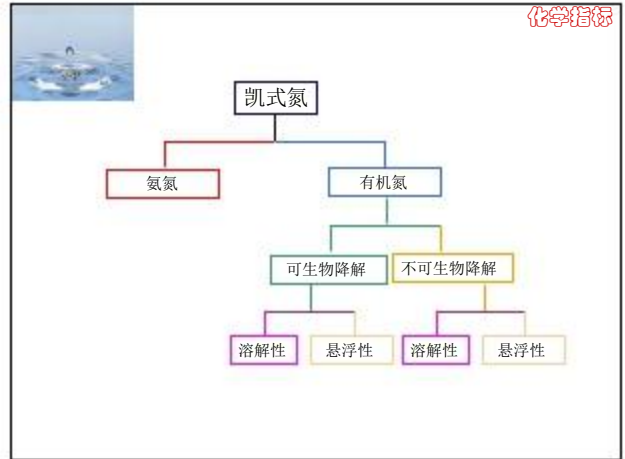 化学指标
凯式氮
氨氮
有机氮
可生物降解
不可生物降解
溶解性
悬浮性
溶解性
悬浮性